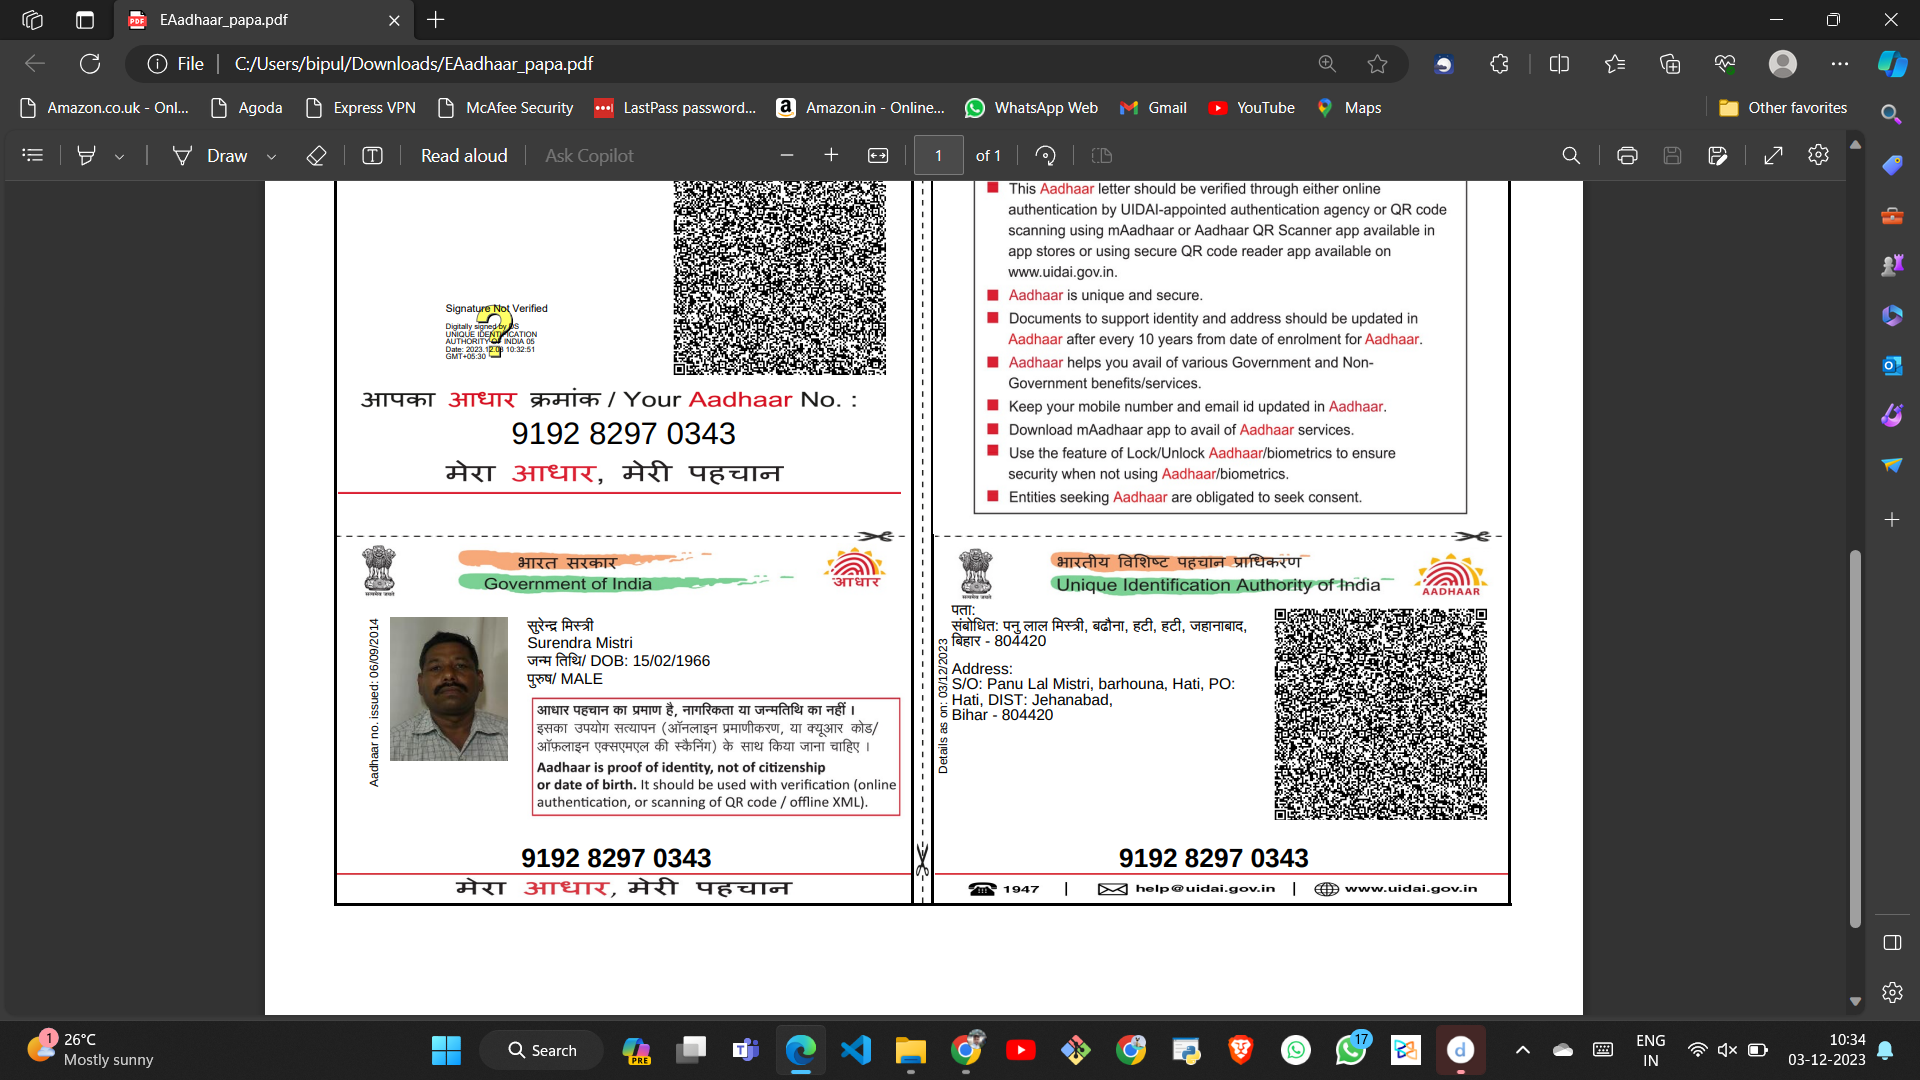 EAadhaar_papa.pdf
File
C:/Users/bipul/Downloads/EAadhaar_papa.pdf
Amazon.co.uk - Onl...
Agoda
Express VPN
McAfee Security
LastPass password...
Amazon.in - Online...
WhatsApp Web
Gmail
YouTube
Maps
Other favorites
Draw
Read aloud
Ask Copilot
1 of 1
Signature Not Verified
Digitally signed by DS
UNIQUE IDENTIFICATION
AUTHORITY OF INDIA 05
Date: 2023.12.03 10:32:51
GMT+05:30
आपका आधार क्रमांक / Your Aadhaar No. :
9192 8297 0343
मेरा आधार, मेरी पहचान
This Aadhaar letter should be verified through either online
authentication by UIDAI-appointed authentication agency or QR code
scanning using mAadhaar or Aadhaar QR Scanner app available in
app stores or using secure QR code reader app available on
www.uidai.gov.in.
Aadhaar is unique and secure.
Documents to support identity and address should be updated in
Aadhaar after every 10 years from date of enrolment for Aadhaar.
Aadhaar helps you avail of various Government and Non-
Government benefits/services.
Keep your mobile number and email id updated in Aadhaar.
Download mAadhaar app to avail of Aadhaar services.
Use the feature of Lock/Unlock Aadhaar/biometrics to ensure
security when not using Aadhaar/biometrics.
Entities seeking Aadhaar are obligated to seek consent.
सत्यमेव जयते
भारत सरकार
Government of India
आधार
Aadhaar no. issued: 06/09/2014
सुरेन्द्र मिस्त्री
Surendra Mistri
जन्म तिथि/ DOB: 15/02/1966
पुरुष/ MALE
आधार पहचान का प्रमाण है, नागरिकता या जन्मतिथि का नहीं ।
इसका उपयोग सत्यापन (ऑनलाइन प्रमाणीकरण, या क्यूआर कोड/
ऑफ़लाइन एक्सएमएल की स्कैनिंग) के साथ किया जाना चाहिए ।
Aadhaar is proof of identity, not of citizenship
or date of birth. It should be used with verification (online
authentication, or scanning of QR code / offline XML).
9192 8297 0343
मेरा आधार, मेरी पहचान
सत्यमेव जयते
भारतीय विशिष्ट पहचान प्राधिकरण
Unique Identification Authority of India
AADHAAR
Details as on: 03/12/2023
पता:
संबोधित: पनु लाल मिस्त्री, बढौना, हटी, हटी, जहानाबाद,
बिहार - 804420
Address:
S/O: Panu Lal Mistri, barhouna, Hati, PO:
Hati, DIST: Jehanabad,
Bihar - 804420
9192 8297 0343
1947 | help@uidai.gov.in | www.uidai.gov.in
1
26°C
Mostly sunny
Search
PRE
17
d
ENG
IN
10:34
03-12-2023